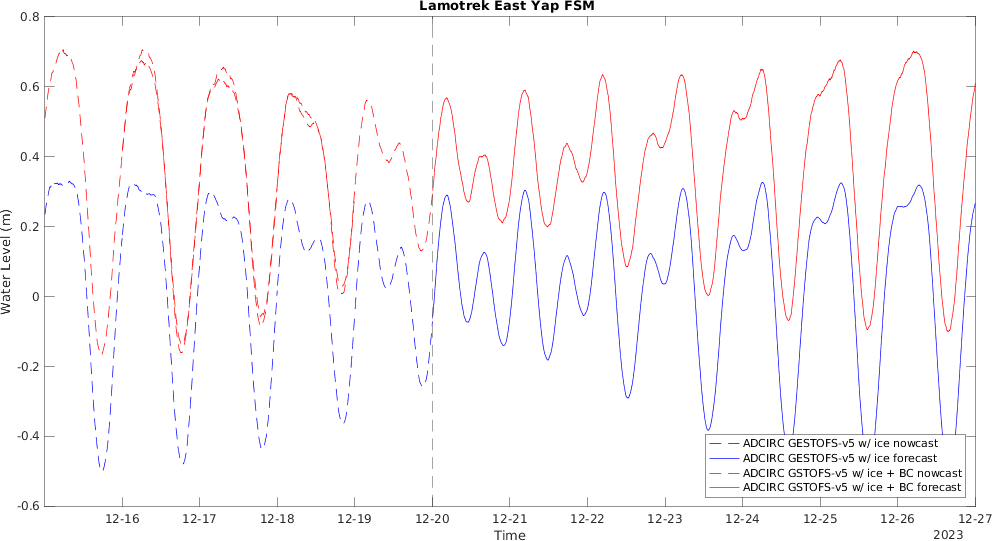 Lamotrek East Yap FSM
0.8
0.6
0.4
0.2
0
-0.2
-0.4
-0.6
Water Level (m)
ADCIRC GESTOFS-v5 w/ ice nowcast
ADCIRC GESTOFS-v5 w/ ice forecast
ADCIRC GSTOFS-v5 w/ ice + BC nowcast
ADCIRC GSTOFS-v5 w/ ice + BC forecast
12-16 12-17 12-18 12-19 12-20 12-21 12-22 12-23 12-24 12-25 12-26 12-27
Time
2023